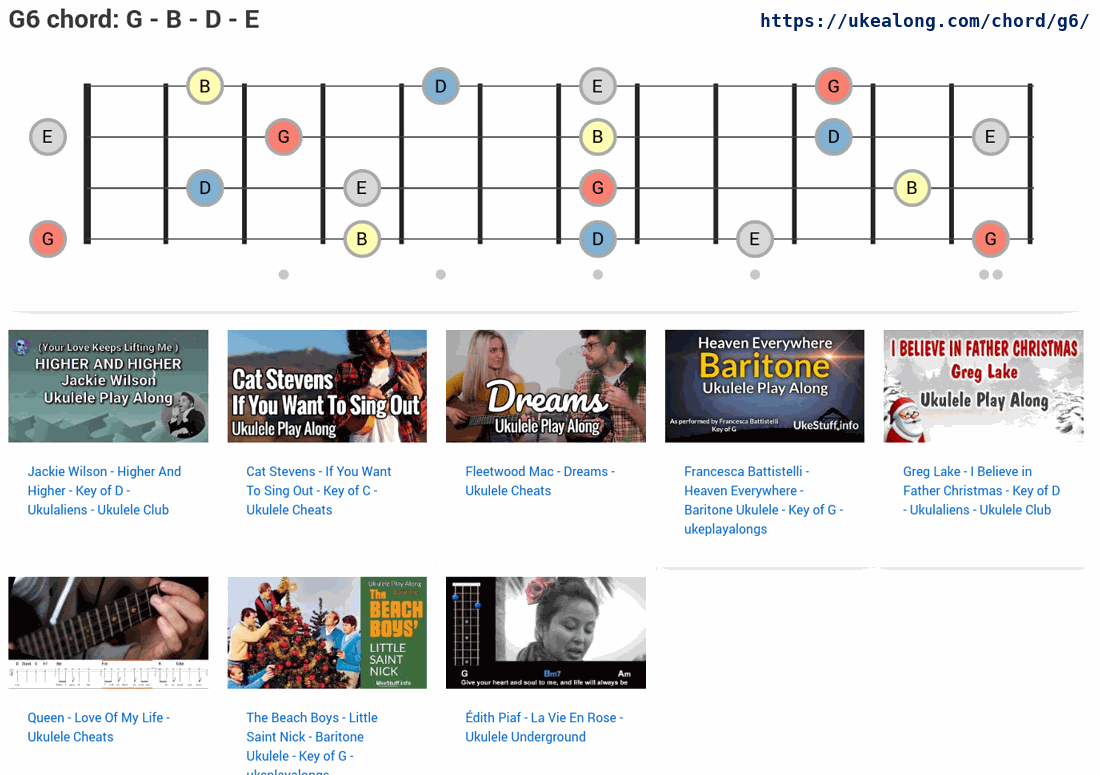 G6 chord: G - B - D - E
https://ukealong.com/chord/g6/
B D E G
E G B D E
D E G B
G B D E G
(Your Love Keeps Lifting Me)
HIGHER AND HIGHER
Jackie Wilson
Ukulele Play Along
Cat Stevens
If You Want To Sing Out
Ukulele Play Along
Dreams
Ukulele Play Along
Heaven Everywhere
Baritone
Ukulele Play Along
As performed by Francesca Battistelli
Key of G
UkeStuff.info
I BELIEVE IN FATHER CHRISTMAS
Greg Lake
Ukulele Play Along
Jackie Wilson - Higher And
Higher - Key of D -
Ukulaliens - Ukulele Club
Cat Stevens - If You Want
To Sing Out - Key of C -
Ukulele Cheats
Fleetwood Mac - Dreams -
Ukulele Cheats
Francesca Battistelli -
Heaven Everywhere -
Baritone Ukulele - Key of G -
ukeplayalongs
Greg Lake - I Believe in
Father Christmas - Key of D
- Ukulaliens - Ukulele Club
Ukulele Play Along
The
BEACH
BOYS'
LITTLE
SAINT
NICK
UkeStuff.info
G Bm7 Am
Give your heart and soul to me, and life will always be
Queen - Love Of My Life -
Ukulele Cheats
The Beach Boys - Little
Saint Nick - Baritone
Ukulele - Key of G -
ukeplayalongs
Édith Piaf - La Vie En Rose -
Ukulele Underground